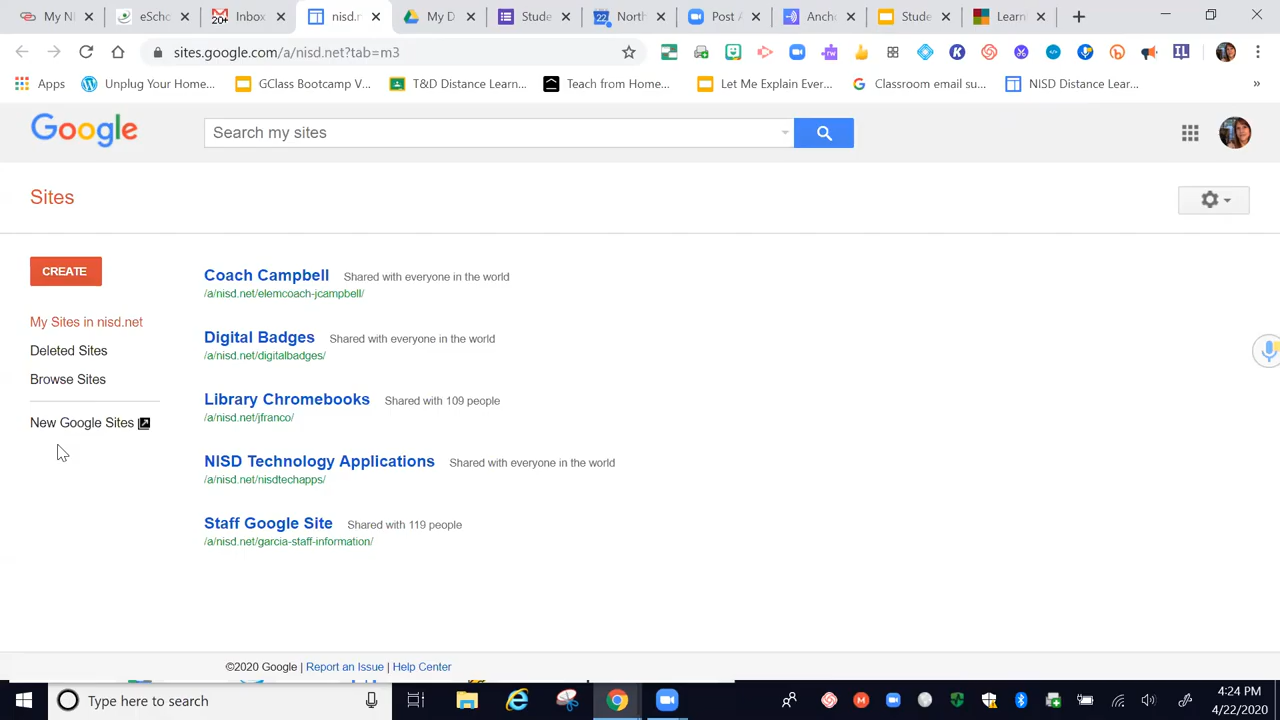 My NI
eScho
20+
Inbox
nisd.n
My D
Stude
22
North
Post A
Ancho
Stude
Learn
sites.google.com/a/nisd.net?tab=m3
Apps
Unplug Your Home...
GClass Bootcamp V...
T&D Distance Learn...
Teach from Home...
Let Me Explain Ever...
Classroom email su...
NISD Distance Lear...
»
Google
Search my sites
Sites
CREATE
My Sites in nisd.net
Deleted Sites
Browse Sites
New Google Sites
Coach Campbell Shared with everyone in the world
/a/nisd.net/elemcoach-jcampbell/
Digital Badges Shared with everyone in the world
/a/nisd.net/digitalbadges/
Library Chromebooks Shared with 109 people
/a/nisd.net/jfranco/
NISD Technology Applications Shared with everyone in the world
/a/nisd.net/nisdtechapps/
Staff Google Site Shared with 119 people
/a/nisd.net/garcia-staff-information/
©2020 Google | Report an Issue | Help Center
Type here to search
4:24 PM
4/22/2020